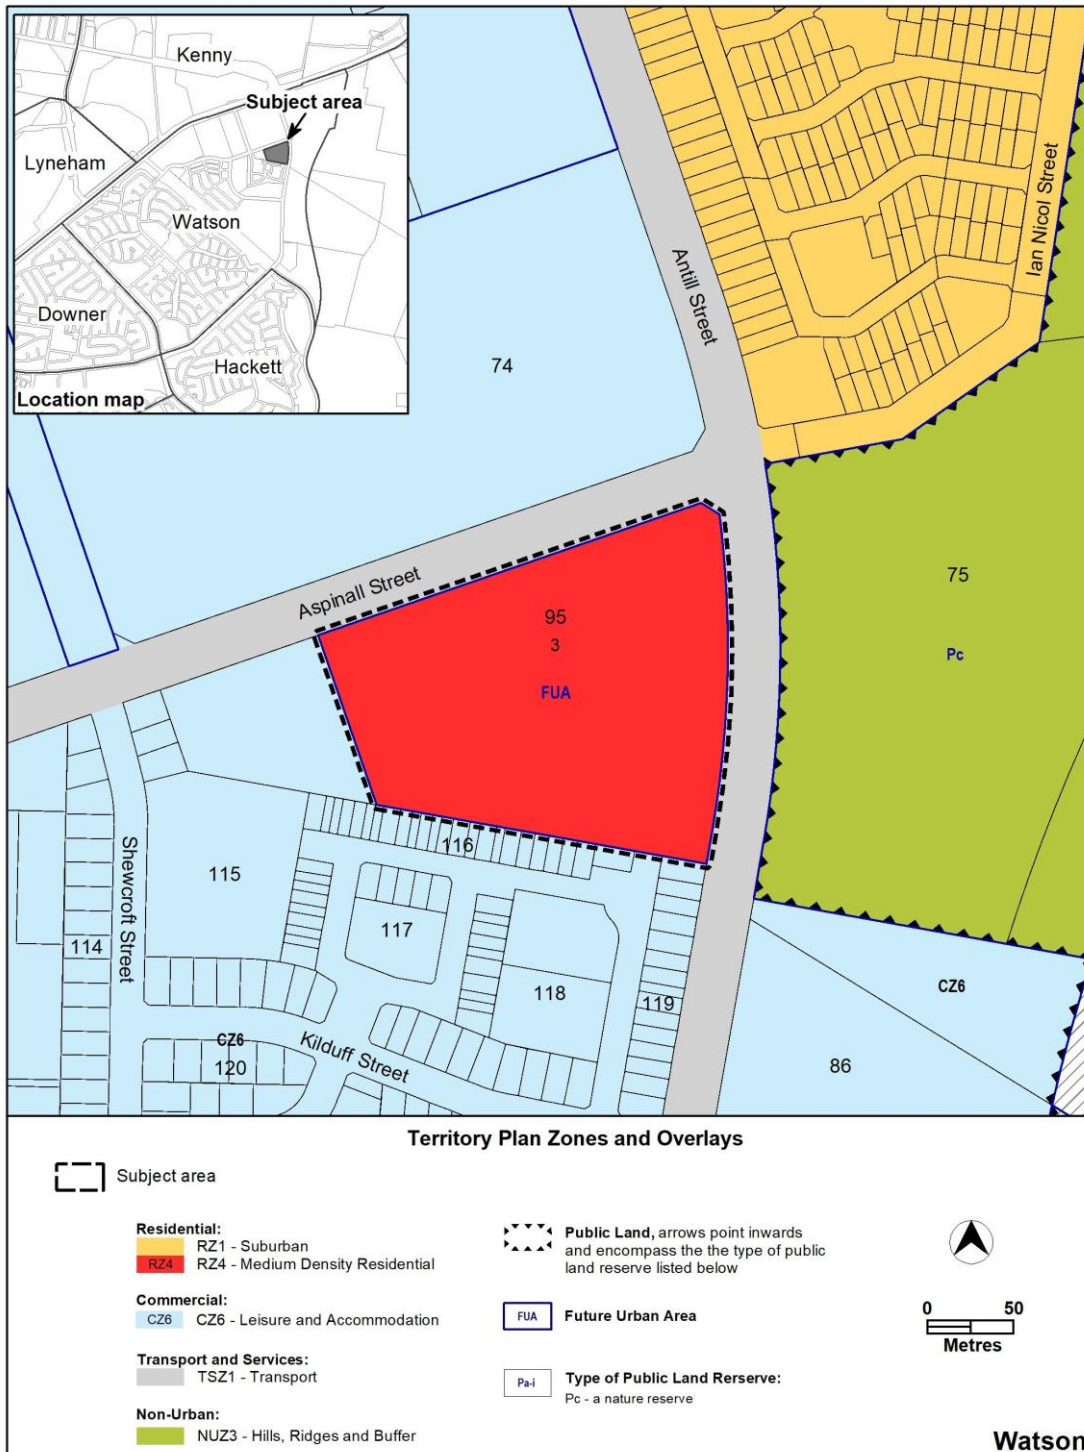 Kenny
Subject area
Lyneham
Watson
Downer
Hackett
Location map
74
Antill Street
Ian Nicol Street
Aspinall Street
95
3
FUA
75
Pc
Shewcroft Street
116
115
117
114
118
119
CZ6
CZ6
120
Kilduff Street
86
Territory Plan Zones and Overlays
Subject area
Residential:
RZ1 - Suburban
RZ4 RZ4 - Medium Density Residential
Commercial:
CZ6 CZ6 - Leisure and Accommodation
Transport and Services:
TSZ1 - Transport
Non-Urban:
NUZ3 - Hills, Ridges and Buffer
Public Land, arrows point inwards
and encompass the the type of public
land reserve listed below
FUA Future Urban Area
Pa-i Type of Public Land Rerserve:
Pc - a nature reserve
0 50
Metres
Watson